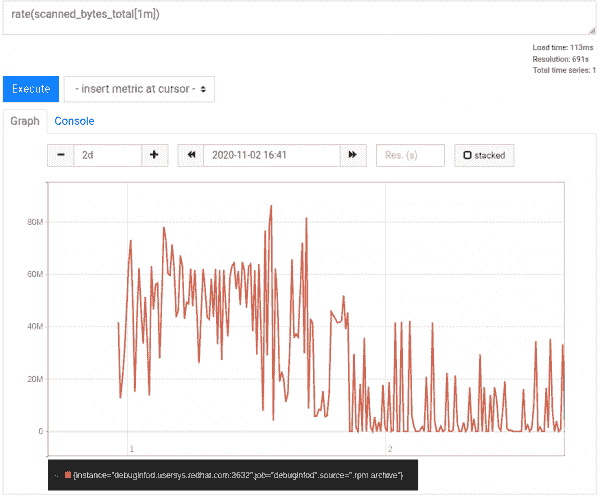 rate(scanned_bytes_total[1m])
Load time: 113ms
Resolution: 691s
Total time series: 1
Execute
- insert metric at cursor -
Graph
Console
2d
2020-11-02 16:41
Res. (s)
stacked
80M
60M
40M
20M
0
1
2
{instance="debuginfod.usersys.redhat.com:2632",job="debuginfod",source=".rpm archive"}